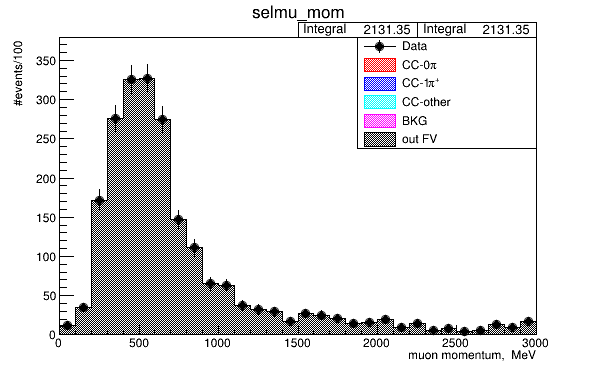 selmu_mom
Integral 2131.35 Integral 2131.35
Data
CC-0π
CC-1π⁺
CC-other
BKG
out FV
#events/100
350
300
250
200
150
100
50
0
0 500 1000 1500 2000 2500 3000
muon momentum, MeV